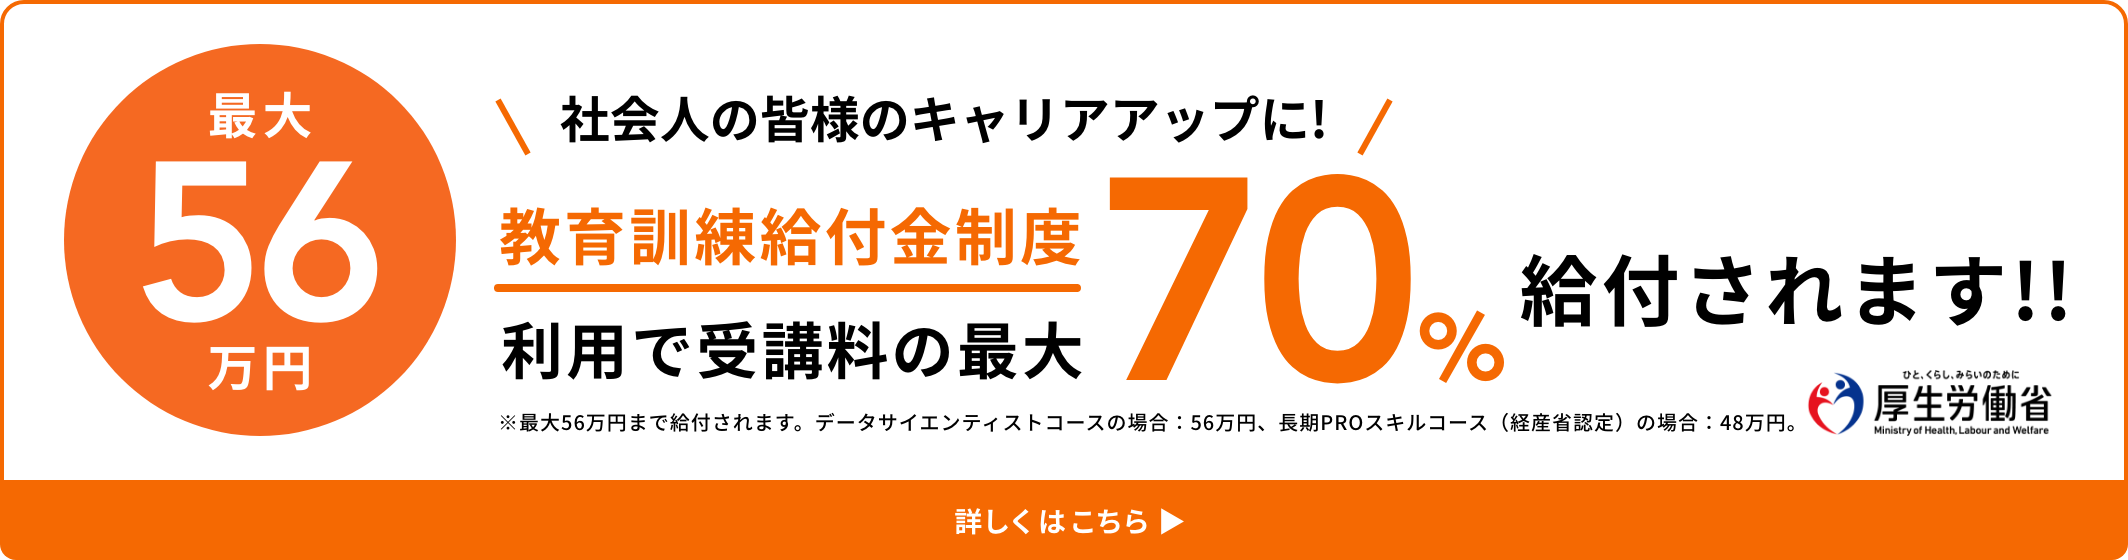 最大
56
万円
社会人の皆様のキャリアアップに!
教育訓練給付金制度
利用で受講料の最大
70%
給付されます!!
※最大56万円まで給付されます。データサイエンティストコースの場合：56万円、長期PROスキルコース（経産省認定）の場合：48万円。
ひと、くらし、みらいのために
厚生労働省
Ministry of Health, Labour and Welfare
詳しくはこちら ▶